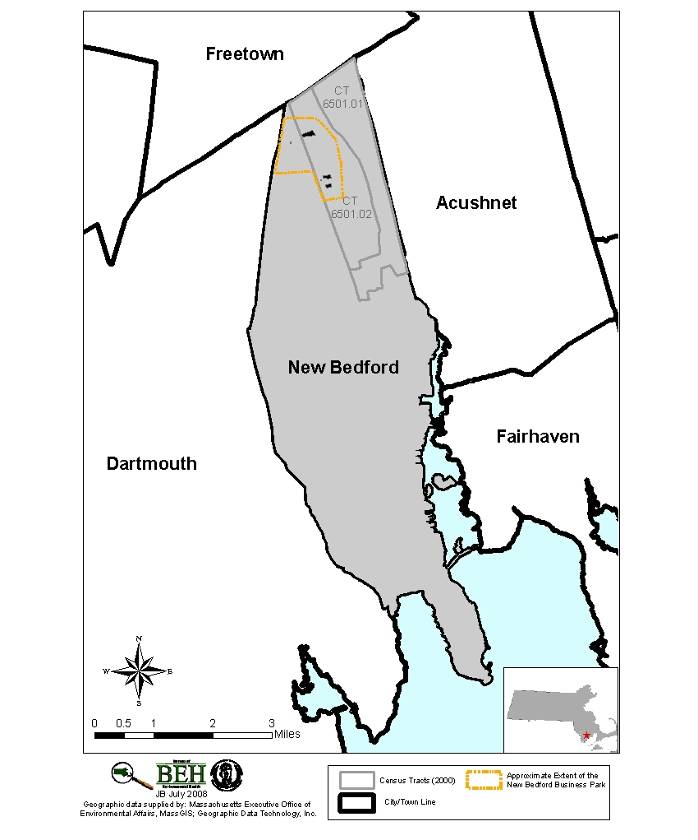 Freetown
CT
6501.01
Acushnet
CT
6501.02
New Bedford
Fairhaven
Dartmouth
N
W
E
S
0 0.5 1 2 3
Miles
BEH
JB July 2008
Geographic data supplied by: Massachusetts Executive Office of
Environmental Affairs, MassGIS; Geographic Data Technology, Inc.
Census Tracts (2000)
City/Town Line
Approximate Extent of the
New Bedford Business Park